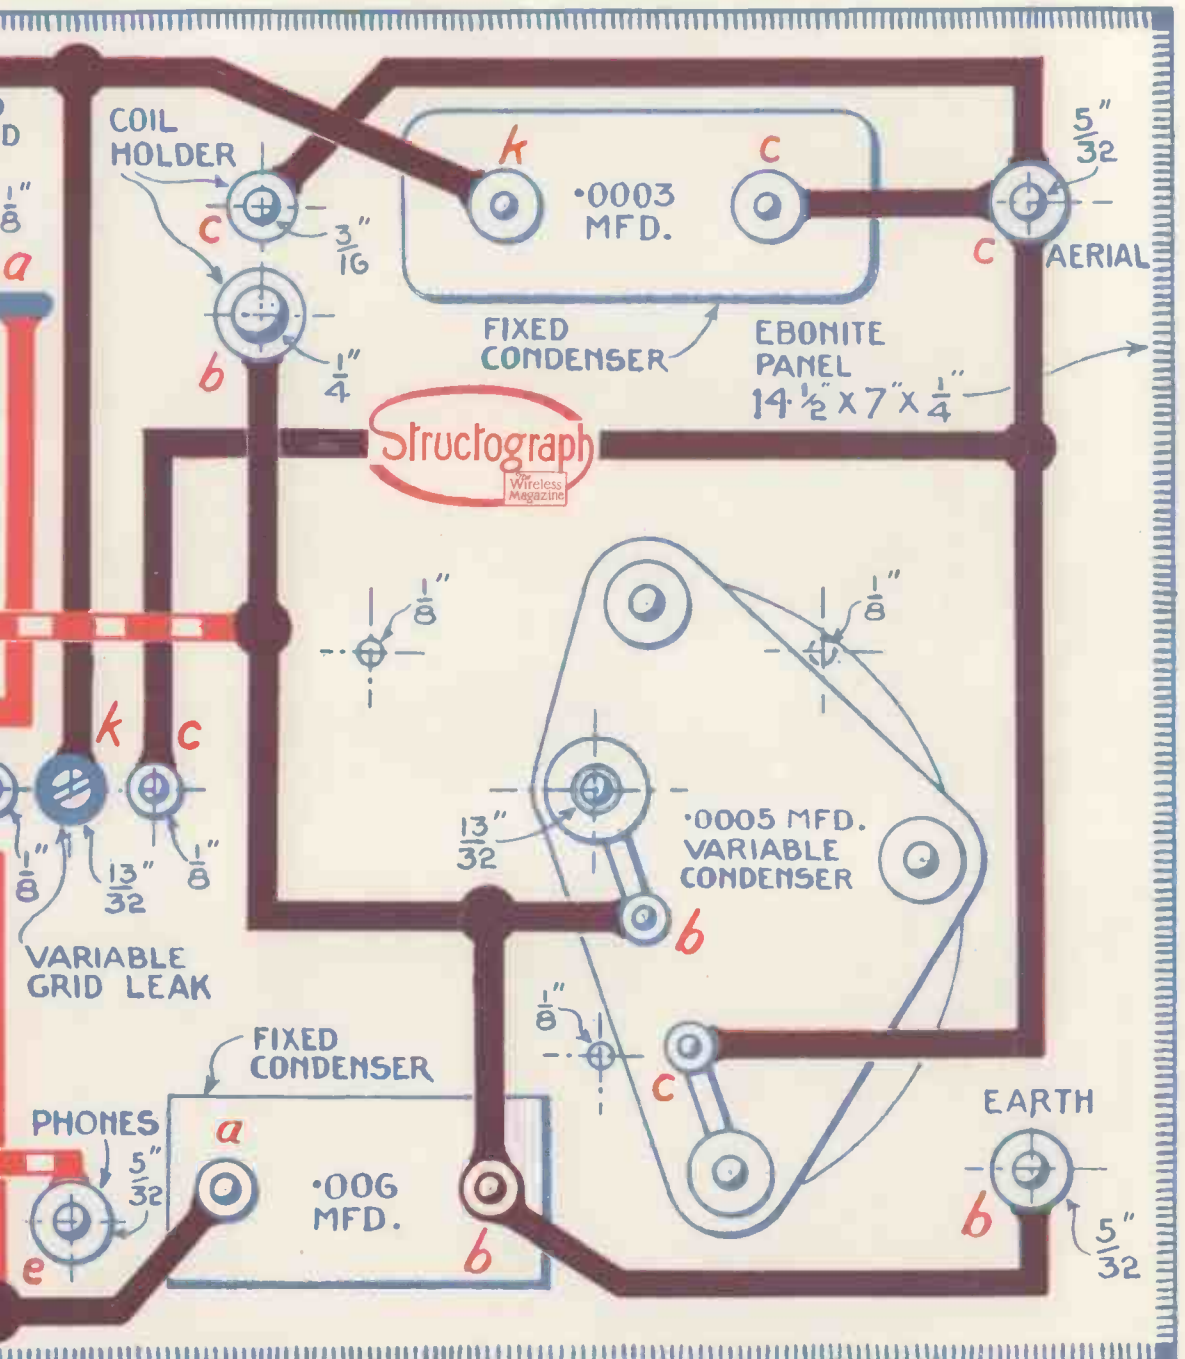 D
1/8"
a
COIL
HOLDER
c
3/16"
b
1/4"
k
·0003
MFD.
c
5/32"
c
AERIAL
FIXED
CONDENSER
EBONITE
PANEL
14·½" X 7" X 1/4"
Structograph
The
Wireless
Magazine
1/8"
1/8"
k
c
1/8"
13/32"
1/8"
VARIABLE
GRID LEAK
13/32"
·0005 MFD.
VARIABLE
CONDENSER
b
1/8"
c
FIXED
CONDENSER
PHONES
5/32"
e
a
·006
MFD.
b
EARTH
b
5/32"